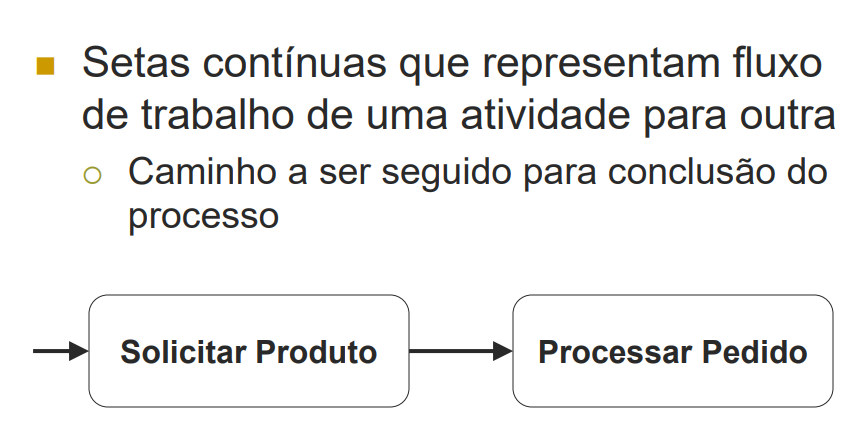 Setas contínuas que representam fluxo
de trabalho de uma atividade para outra
Caminho a ser seguido para conclusão do
processo
Solicitar Produto
Processar Pedido